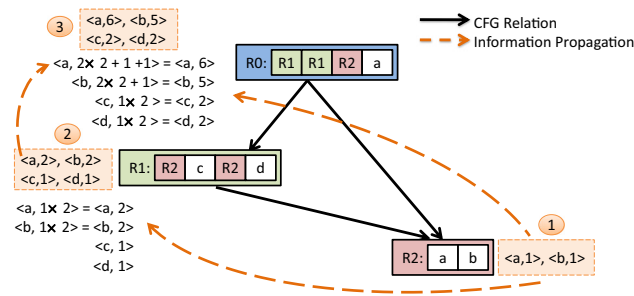 3
<a,6>, <b,5>
<c,2>, <d,2>
CFG Relation
Information Propagation
<a, 2× 2 + 1 +1> = <a, 6>
<b, 2× 2 + 1> = <b, 5>
<c, 1× 2 > = <c, 2>
<d, 1× 2 > = <d, 2>
R0: R1 R1 R2 a
2
<a,2>, <b,2>
<c,1>, <d,1>
R1: R2 c R2 d
<a, 1× 2> = <a, 2>
<b, 1× 2> = <b, 2>
<c, 1>
<d, 1>
1
R2: a b
<a,1>, <b,1>